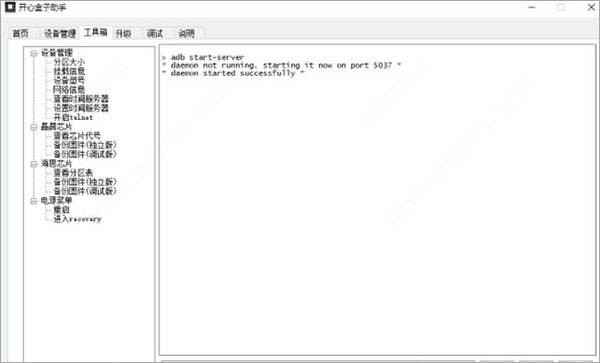 开心盒子助手
首页 设备管理 工具箱 升级 调试 说明
设备管理
分区大小
挂载信息
设备型号
网络信息
查看时间服务器
设置时间服务器
开启telnet
晶晨芯片
查看芯片代号
备份固件(独立版)
备份固件(调试版)
海思芯片
查看分区表
备份固件(独立版)
备份固件(调试版)
电源菜单
重启
进入recovery
> adb start-server
* daemon not running. starting it now on port 5037 *
* daemon started successfully *